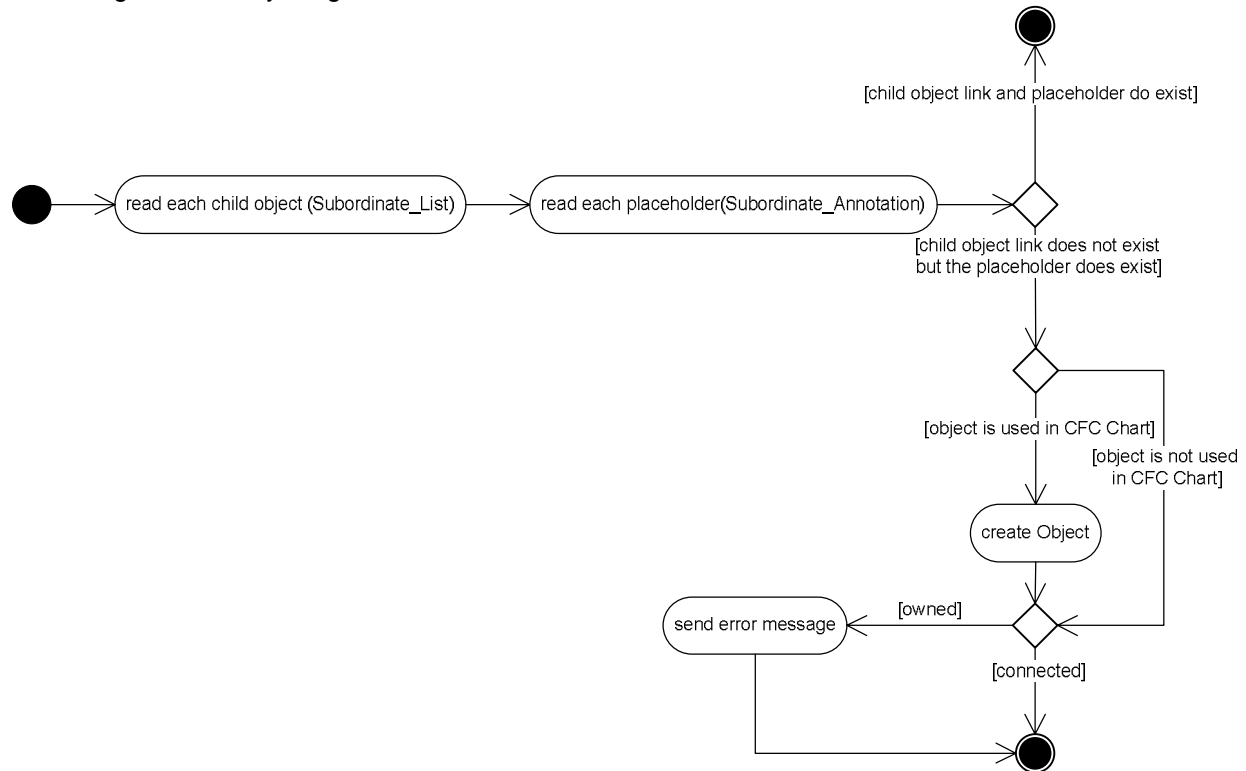 [child object link and placeholder do exist]
read each child object (Subordinate_List)
read each placeholder(Subordinate_Annotation)
[child object link does not exist
but the placeholder does exist]
[object is used in CFC Chart]
[object is not used
in CFC Chart]
create Object
[owned]
send error message
[connected]